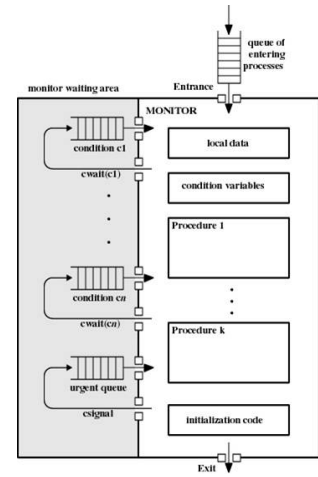 queue of
entering
processes
Entrance
monitor waiting area
MONITOR
condition c1
cwait(c1)
local data
condition variables
Procedure 1
condition cn
cwait(cn)
Procedure k
urgent queue
csignal
initialization code
Exit